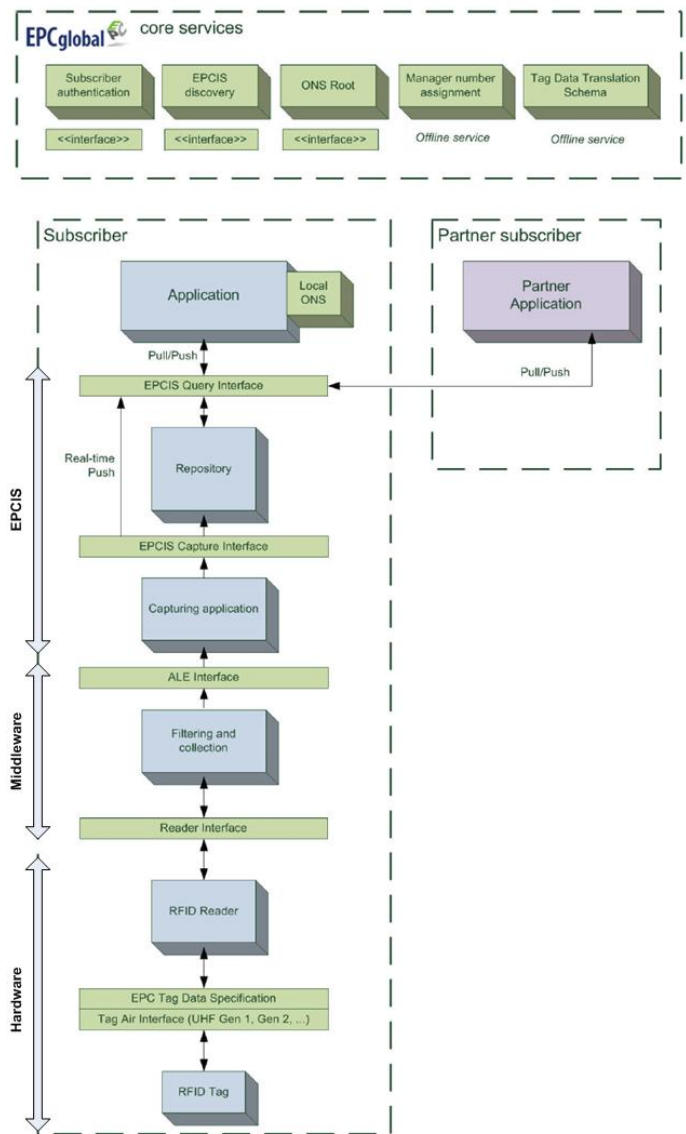 EPCglobal core services
Subscriber
authentication
EPCIS
discovery
ONS Root
Manager number
assignment
Tag Data Translation
Schema
<<interface>>
<<interface>>
<<interface>>
Offline service
Offline service
Subscriber
Partner subscriber
Application
Local
ONS
Partner
Application
Pull/Push
Pull/Push
EPCIS Query Interface
Real-time
Push
Repository
EPCIS
EPCIS Capture Interface
Capturing application
ALE Interface
Middleware
Filtering and
collection
Reader Interface
Hardware
RFID Reader
EPC Tag Data Specification
Tag Air Interface (UHF Gen 1, Gen 2, ...)
RFID Tag